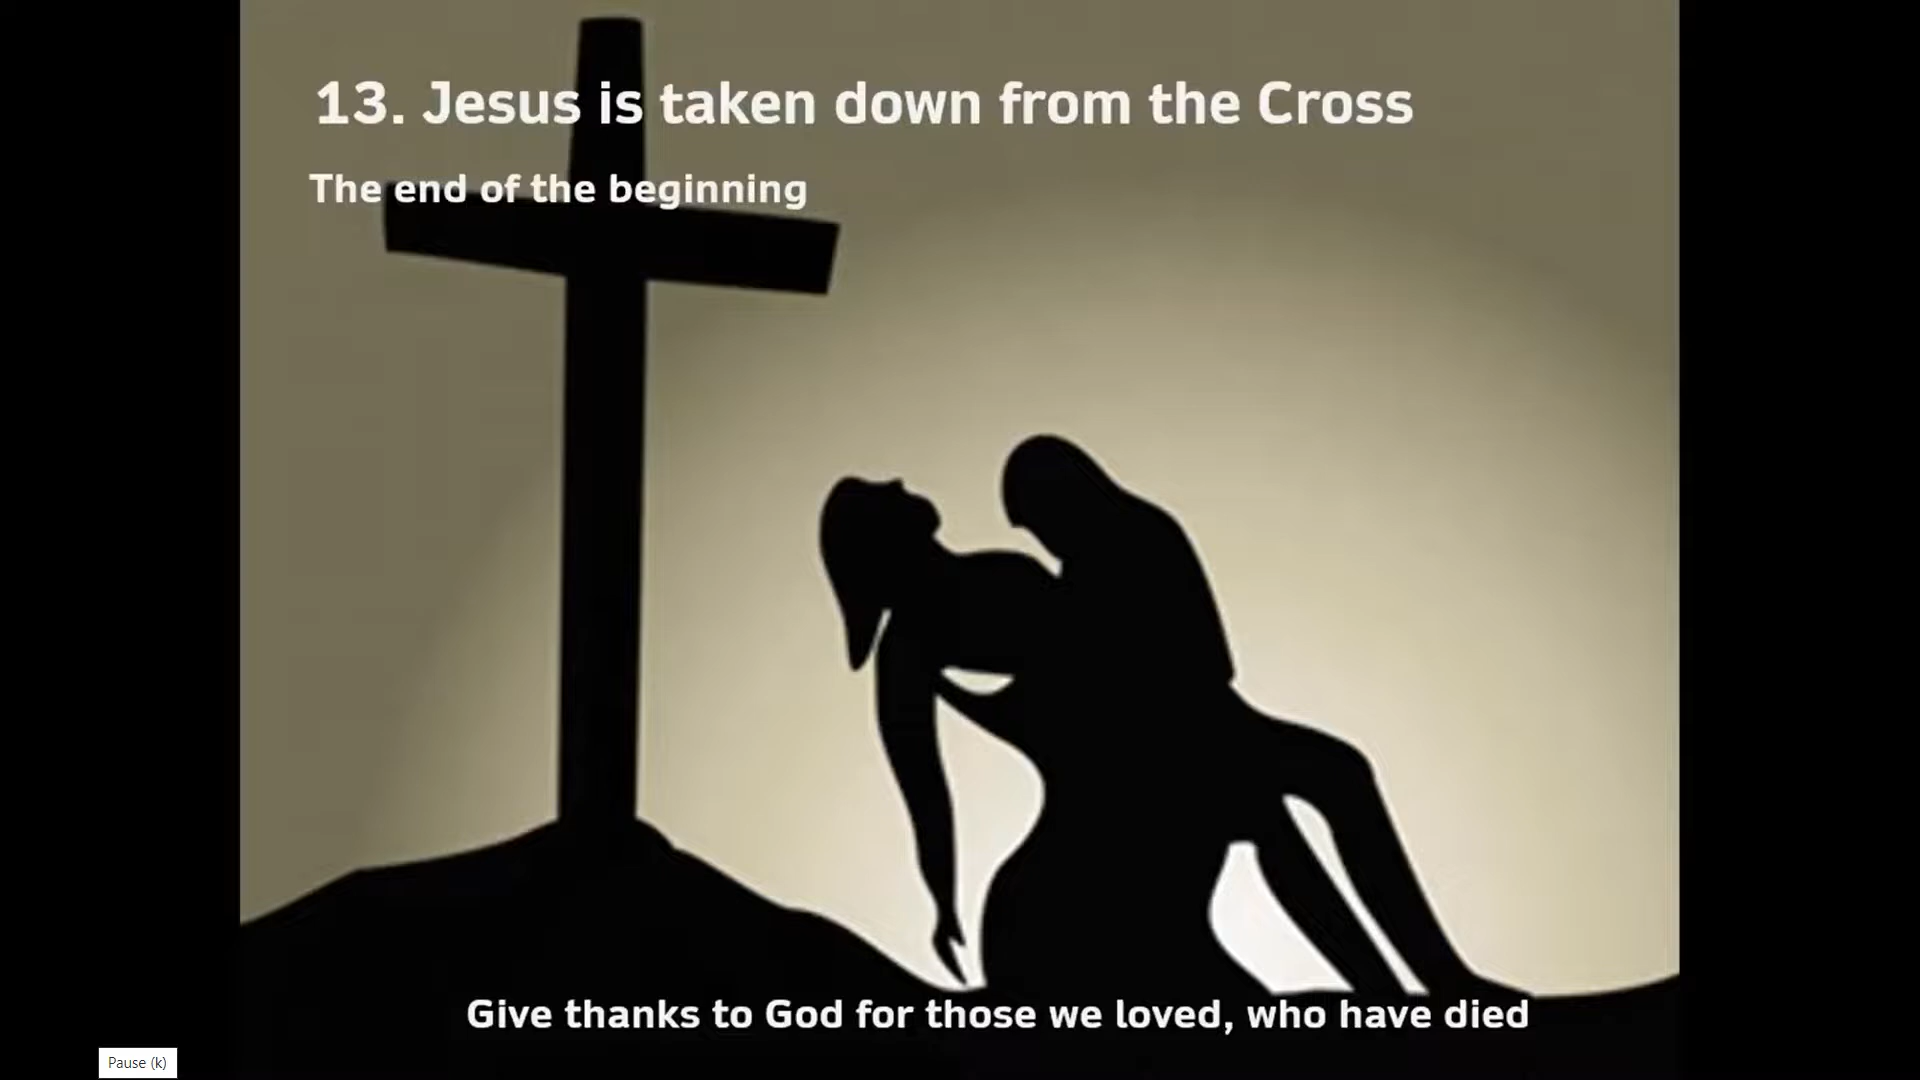 13. Jesus is taken down from the Cross
The end of the beginning
Give thanks to God for those we loved, who have died
Pause (k)